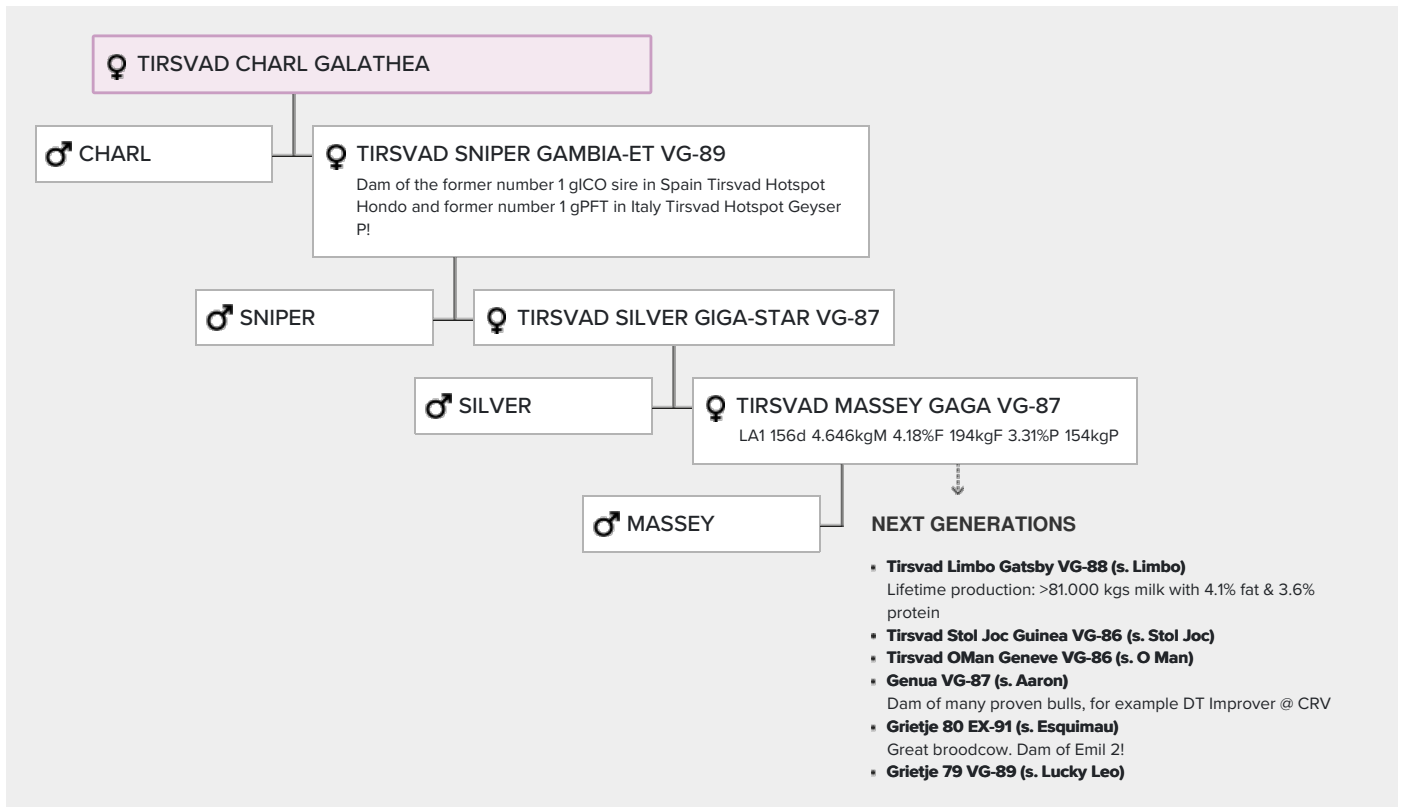 TIRSVAD CHARL GALATHEA
CHARL
TIRSVAD SNIPER GAMBIA-ET VG-89
Dam of the former number 1 gICO sire in Spain Tirsvad Hotspot
Hondo and former number 1 gPFT in Italy Tirsvad Hotspot Geyser
P!
SNIPER
TIRSVAD SILVER GIGA-STAR VG-87
SILVER
TIRSVAD MASSEY GAGA VG-87
LA1 156d 4.646kgM 4.18%F 194kgF 3.31%P 154kgP
MASSEY
NEXT GENERATIONS
Tirsvad Limbo Gatsby VG-88 (s. Limbo)
Lifetime production: >81.000 kgs milk with 4.1% fat & 3.6%
protein
Tirsvad Stol Joc Guinea VG-86 (s. Stol Joc)
Tirsvad OMan Geneve VG-86 (s. O Man)
Genua VG-87 (s. Aaron)
Dam of many proven bulls, for example DT Improver @ CRV
Grietje 80 EX-91 (s. Esquimau)
Great broodcow. Dam of Emil 2!
Grietje 79 VG-89 (s. Lucky Leo)